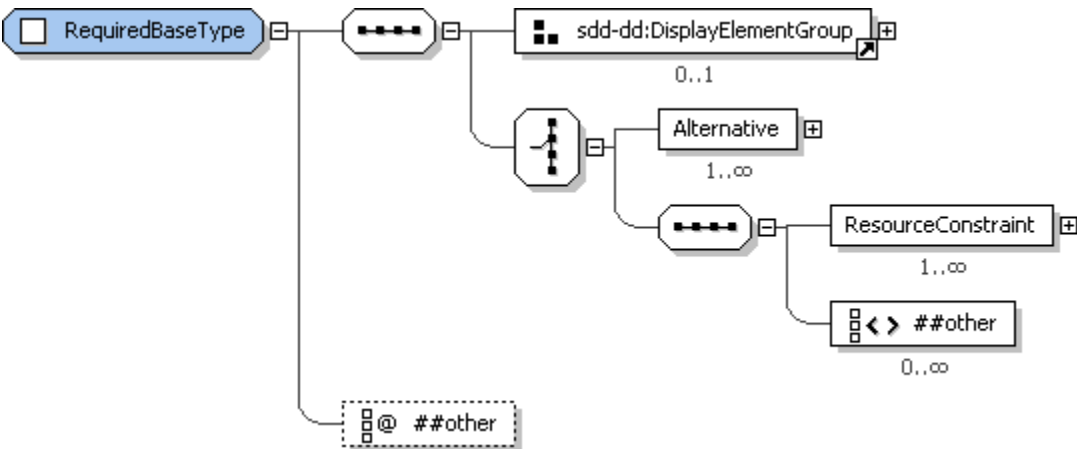 RequiredBaseType
sdd-dd:DisplayElementGroup
0..1
Alternative
1..∞
ResourceConstraint
1..∞
< > ##other
0..∞
@ ##other